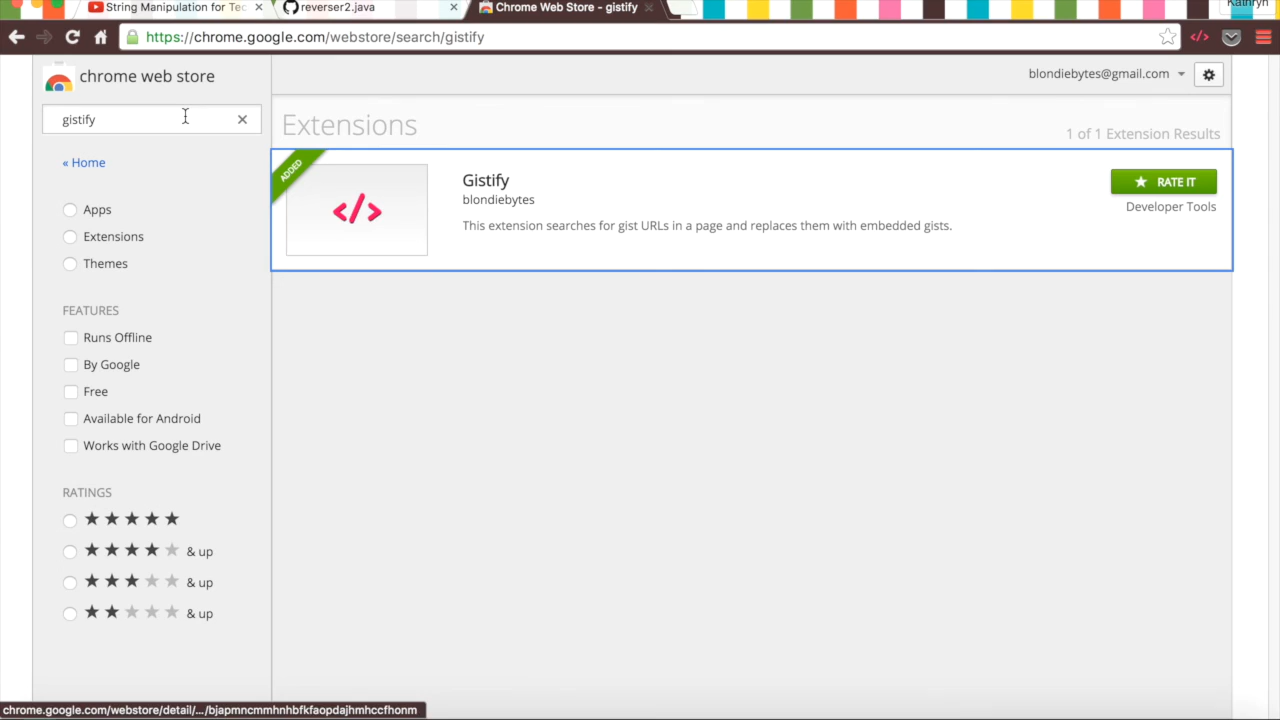 String Manipulation for Tec
reverser2.java
Chrome Web Store - gistify
Kathryn
https://chrome.google.com/webstore/search/gistify
chrome web store
blondiebytes@gmail.com
gistify
Extensions
1 of 1 Extension Results
« Home
ADDED
Gistify
blondiebytes
This extension searches for gist URLs in a page and replaces them with embedded gists.
RATE IT
Developer Tools
Apps
Extensions
Themes
FEATURES
Runs Offline
By Google
Free
Available for Android
Works with Google Drive
RATINGS
& up
& up
& up
chrome.google.com/webstore/detail/.../bjapmncmmhnhbfkfaopdajhmhccfhonm